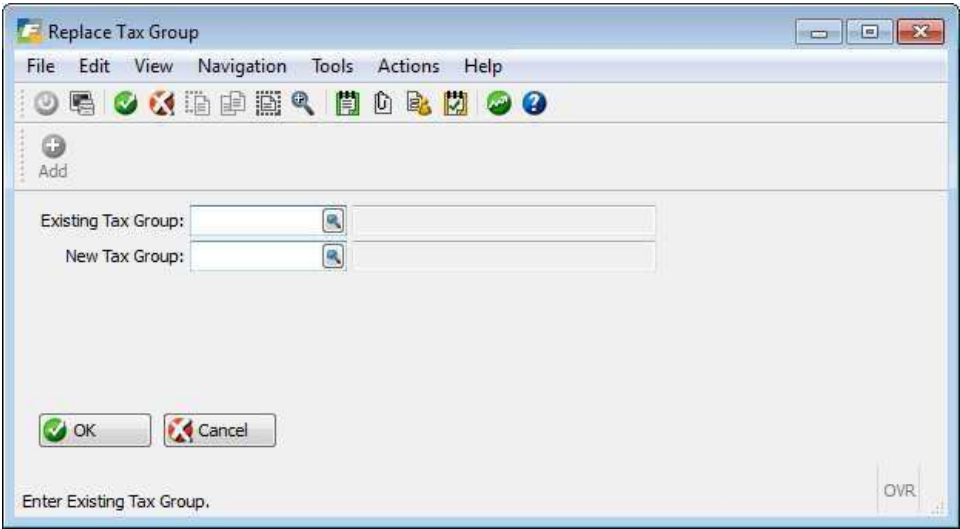 Replace Tax Group
File Edit View Navigation Tools Actions Help
Add
Existing Tax Group:
New Tax Group:
OK Cancel
Enter Existing Tax Group.
OVR